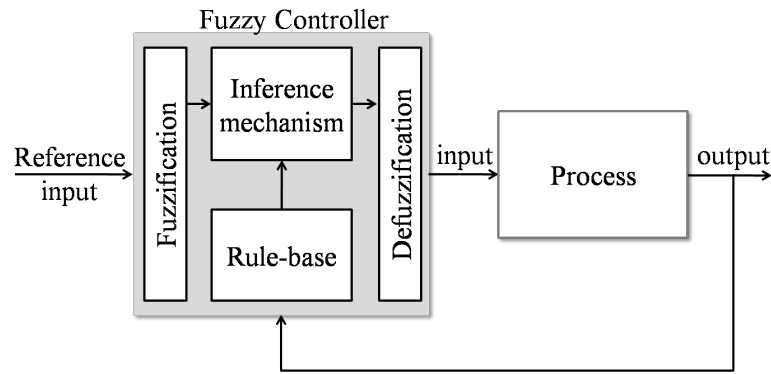 Fuzzy Controller
Reference
input
Fuzzification
Inference
mechanism
Rule-base
Defuzzification
input
Process
output